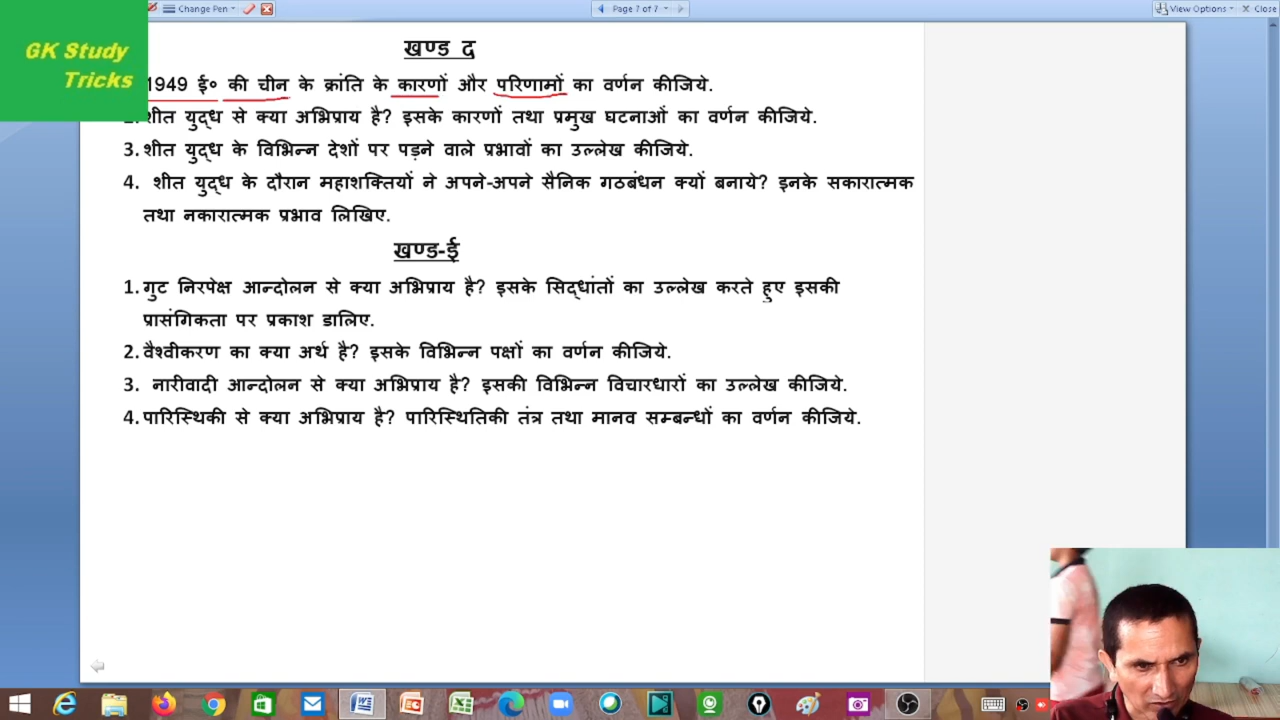 Change Pen
Page 7 of 7
View Options
Close
GK Study
Tricks
खण्ड द
1949 ई० की चीन के क्रांति के कारणों और परिणामों का वर्णन कीजिये.
शीत युद्ध से क्या अभिप्राय है? इसके कारणों तथा प्रमुख घटनाओं का वर्णन कीजिये.
3. शीत युद्ध के विभिन्न देशों पर पड़ने वाले प्रभावों का उल्लेख कीजिये.
4. शीत युद्ध के दौरान महाशक्तियों ने अपने-अपने सैनिक गठबंधन क्यों बनाये? इनके सकारात्मक
तथा नकारात्मक प्रभाव लिखिए.
खण्ड-ई
1. गुट निरपेक्ष आन्दोलन से क्या अभिप्राय है? इसके सिद्धांतों का उल्लेख करते हुए इसकी
प्रासंगिकता पर प्रकाश डालिए.
2. वैश्वीकरण का क्या अर्थ है? इसके विभिन्न पक्षों का वर्णन कीजिये.
3. नारीवादी आन्दोलन से क्या अभिप्राय है? इसकी विभिन्न विचारधारों का उल्लेख कीजिये.
4. पारिस्थिकी से क्या अभिप्राय है? पारिस्थितिकी तंत्र तथा मानव सम्बन्धों का वर्णन कीजिये.